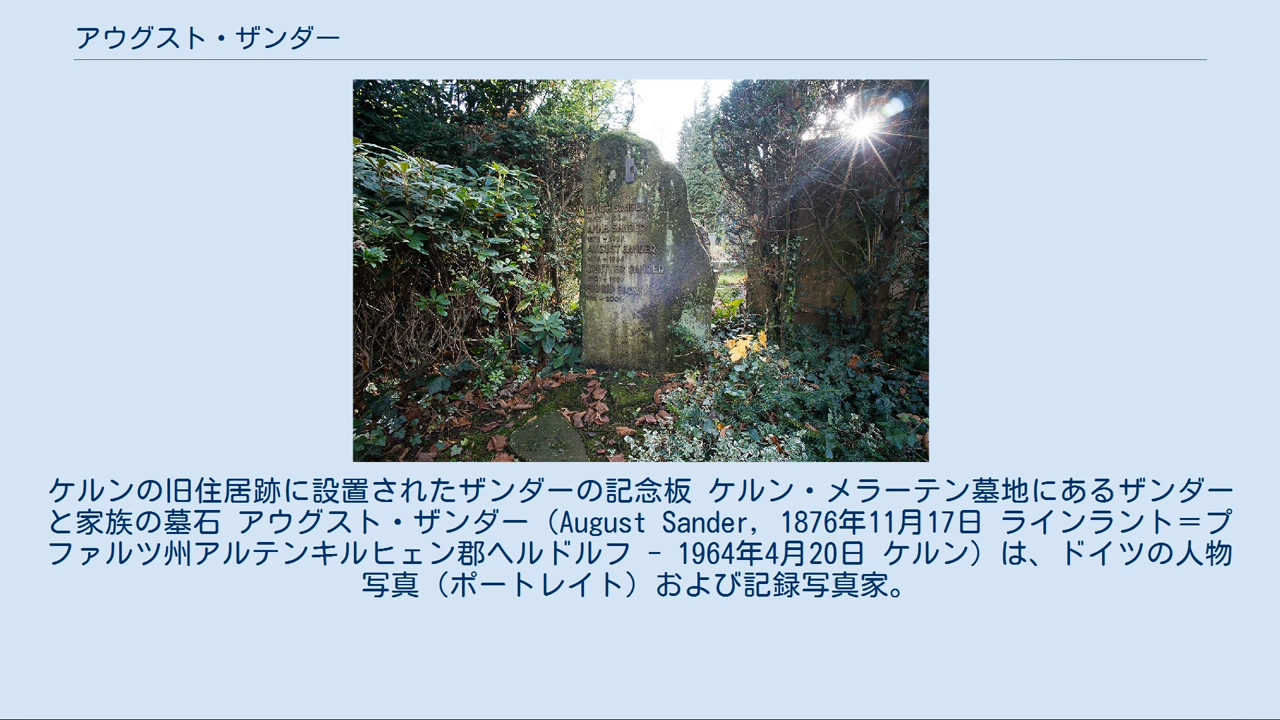 アウグスト・ザンダー
ANNA SANDER
AUGUST SANDER
SANDER
ケルンの旧住居跡に設置されたザンダーの記念板 ケルン・メラーテン墓地にあるザンダー
と家族の墓石 アウグスト・ザンダー（August Sander, 1876年11月17日 ラインラント＝プ
ファルツ州アルテンキルヒェン郡ヘルドルフ - 1964年4月20日 ケルン）は、ドイツの人物
写真（ポートレイト）および記録写真家。